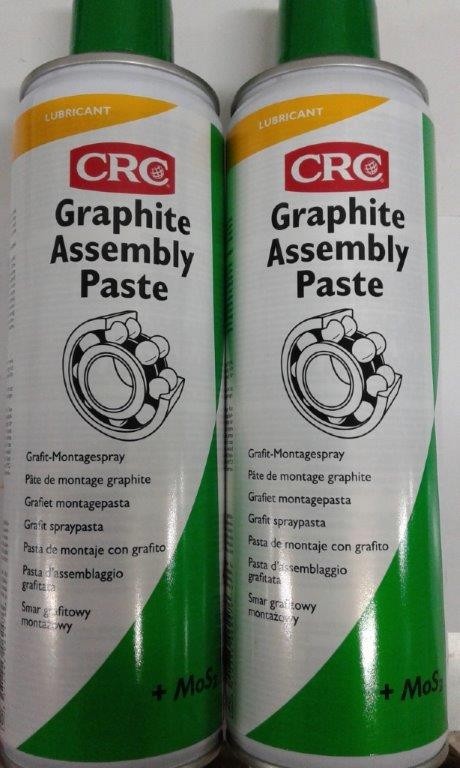 LUBRICANT
CRC
Graphite
Assembly
Paste
Grafit-Montagespray
Pâte de montage graphite
Grafiet montagepasta
Grafit spraypasta
Pasta de montaje con grafito
Pasta d'assemblaggio
grafitata
Smar grafitowy
montażowy
+ MoS₂
LUBRICANT
CRC
Graphite
Assembly
Paste
Grafit-Montagespray
Pâte de montage graphite
Grafiet montagepasta
Grafit spraypasta
Pasta de montaje con grafito
Pasta d'assemblaggio
grafitata
Smar grafitowy
montażowy
+ MoS₂